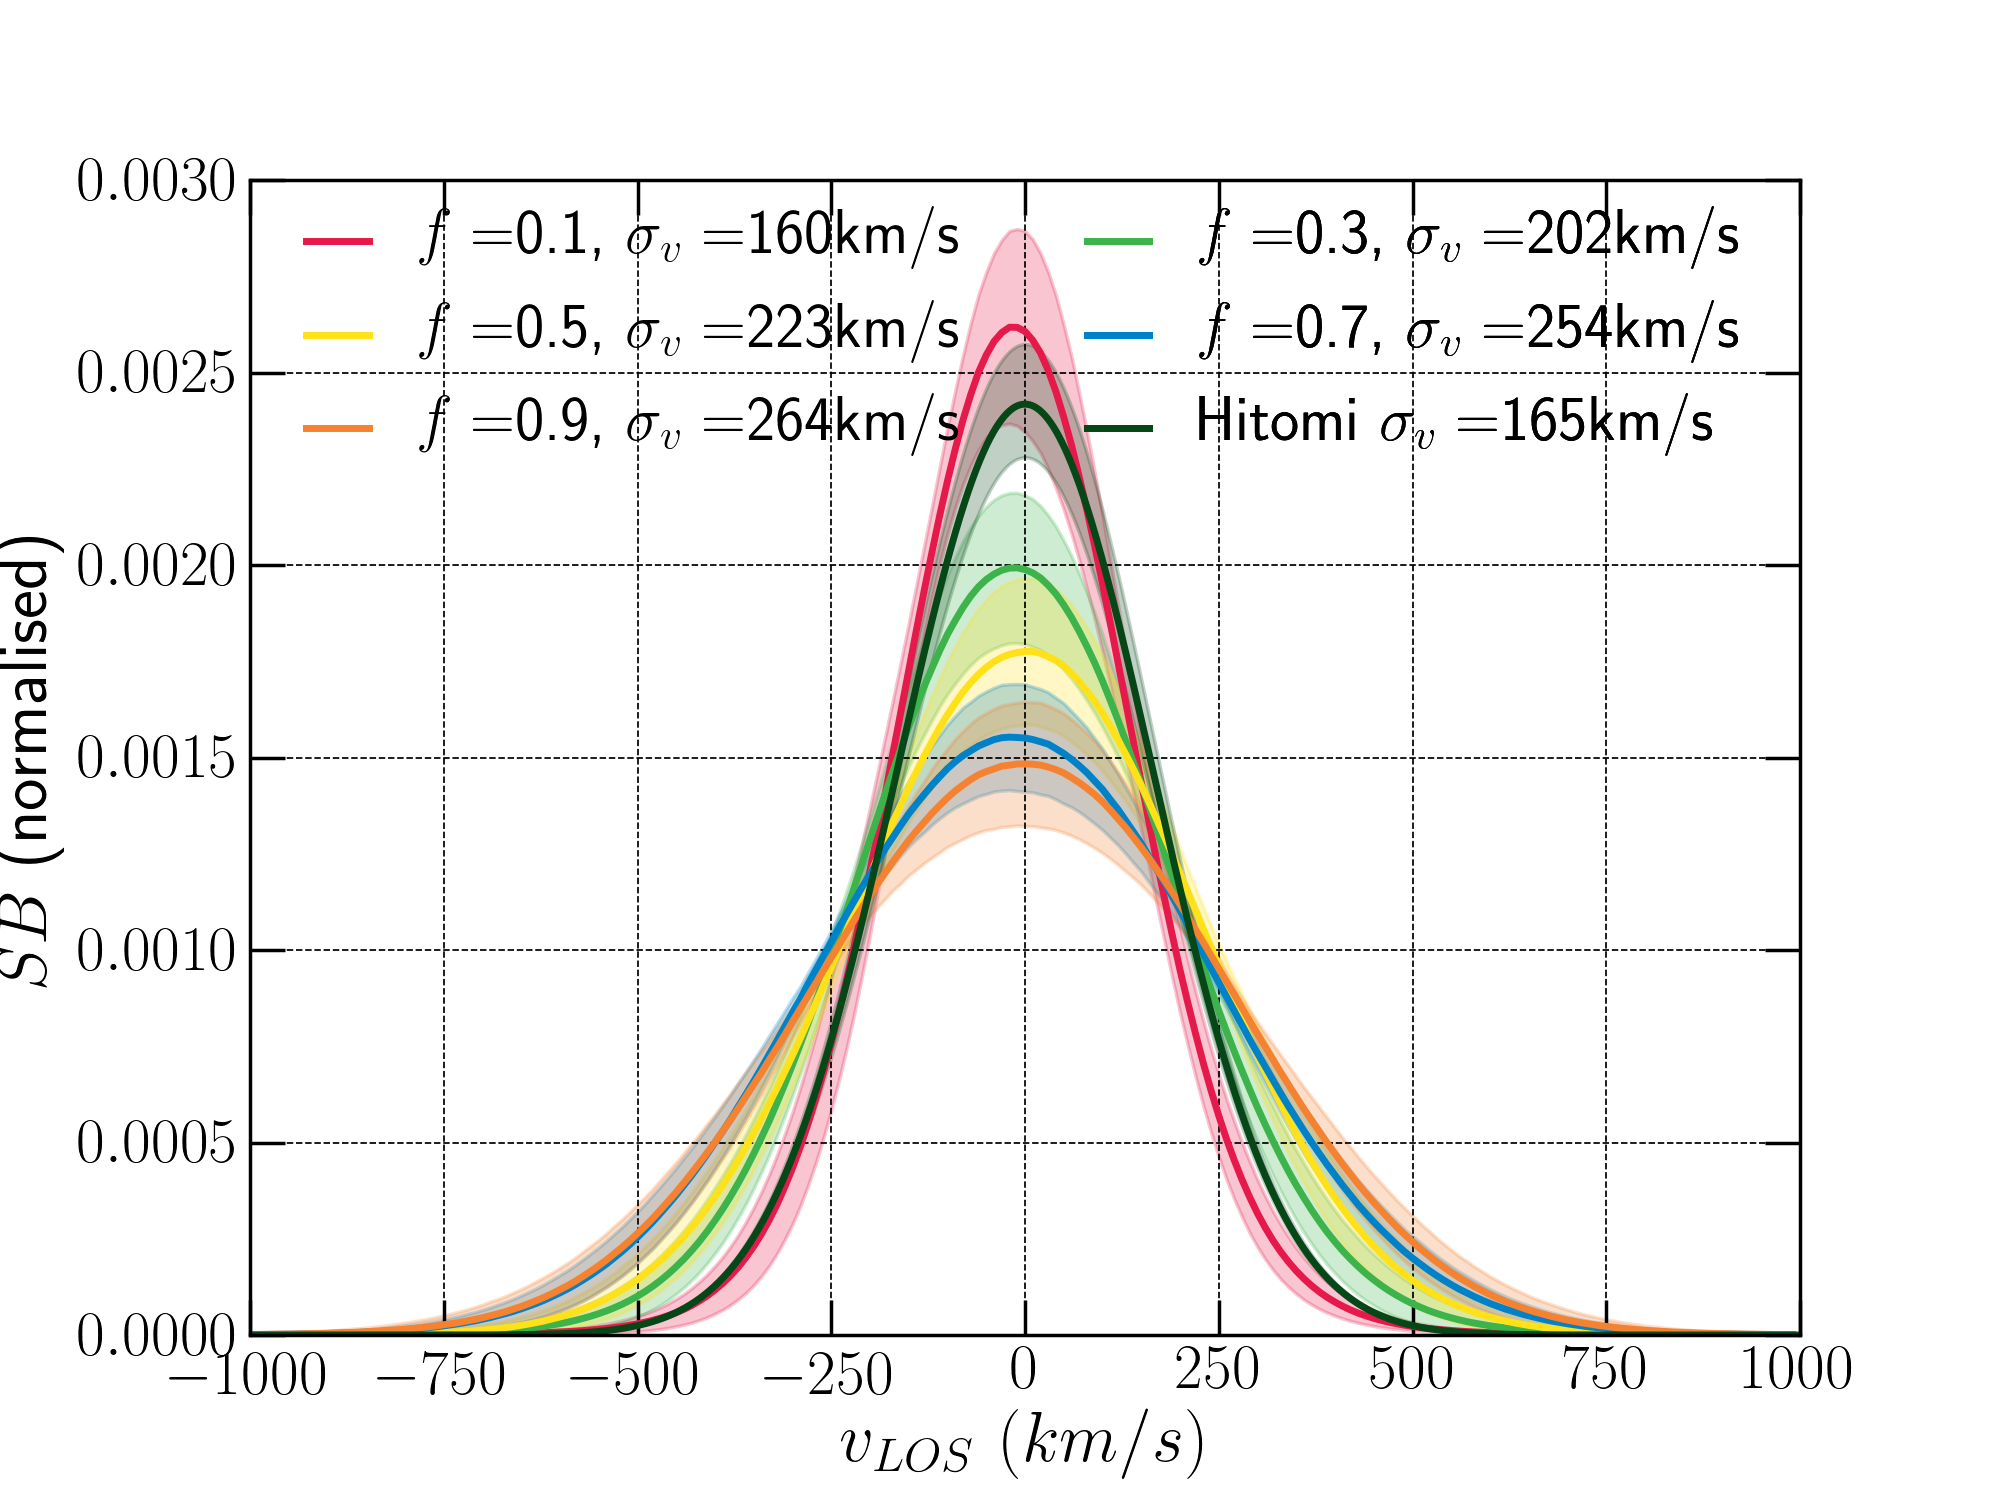 0.0030
0.0025
0.0020
0.0015
0.0010
0.0005
0.0000
SB (normalised)
f =0.1, σv =160km/s
f =0.3, σv =202km/s
f =0.5, σv =223km/s
f =0.7, σv =254km/s
f =0.9, σv =264km/s
Hitomi σv =165km/s
−1000 −750 −500 −250 0 250 500 750 1000
vLOS (km/s)